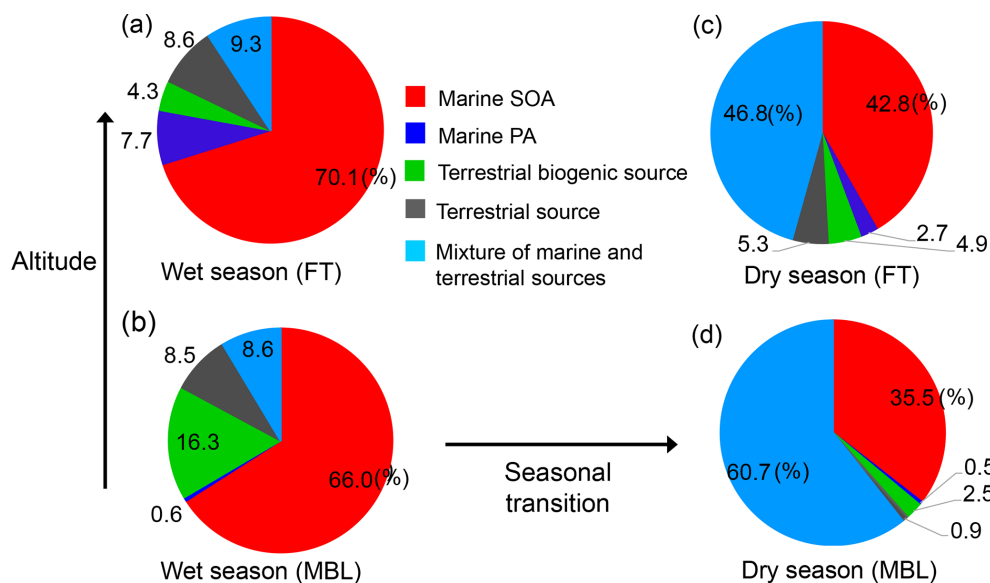 (a)
8.6
9.3
4.3
7.7
70.1(%)
Wet season (FT)
Marine SOA
Marine PA
Terrestrial biogenic source
Terrestrial source
Mixture of marine and
terrestrial sources
(c)
46.8(%)
42.8(%)
5.3
2.7
4.9
Dry season (FT)
Altitude
(b)
8.5
8.6
16.3
66.0(%)
0.6
Wet season (MBL)
Seasonal
transition
(d)
35.5(%)
60.7(%)
0.5
2.5
0.9
Dry season (MBL)